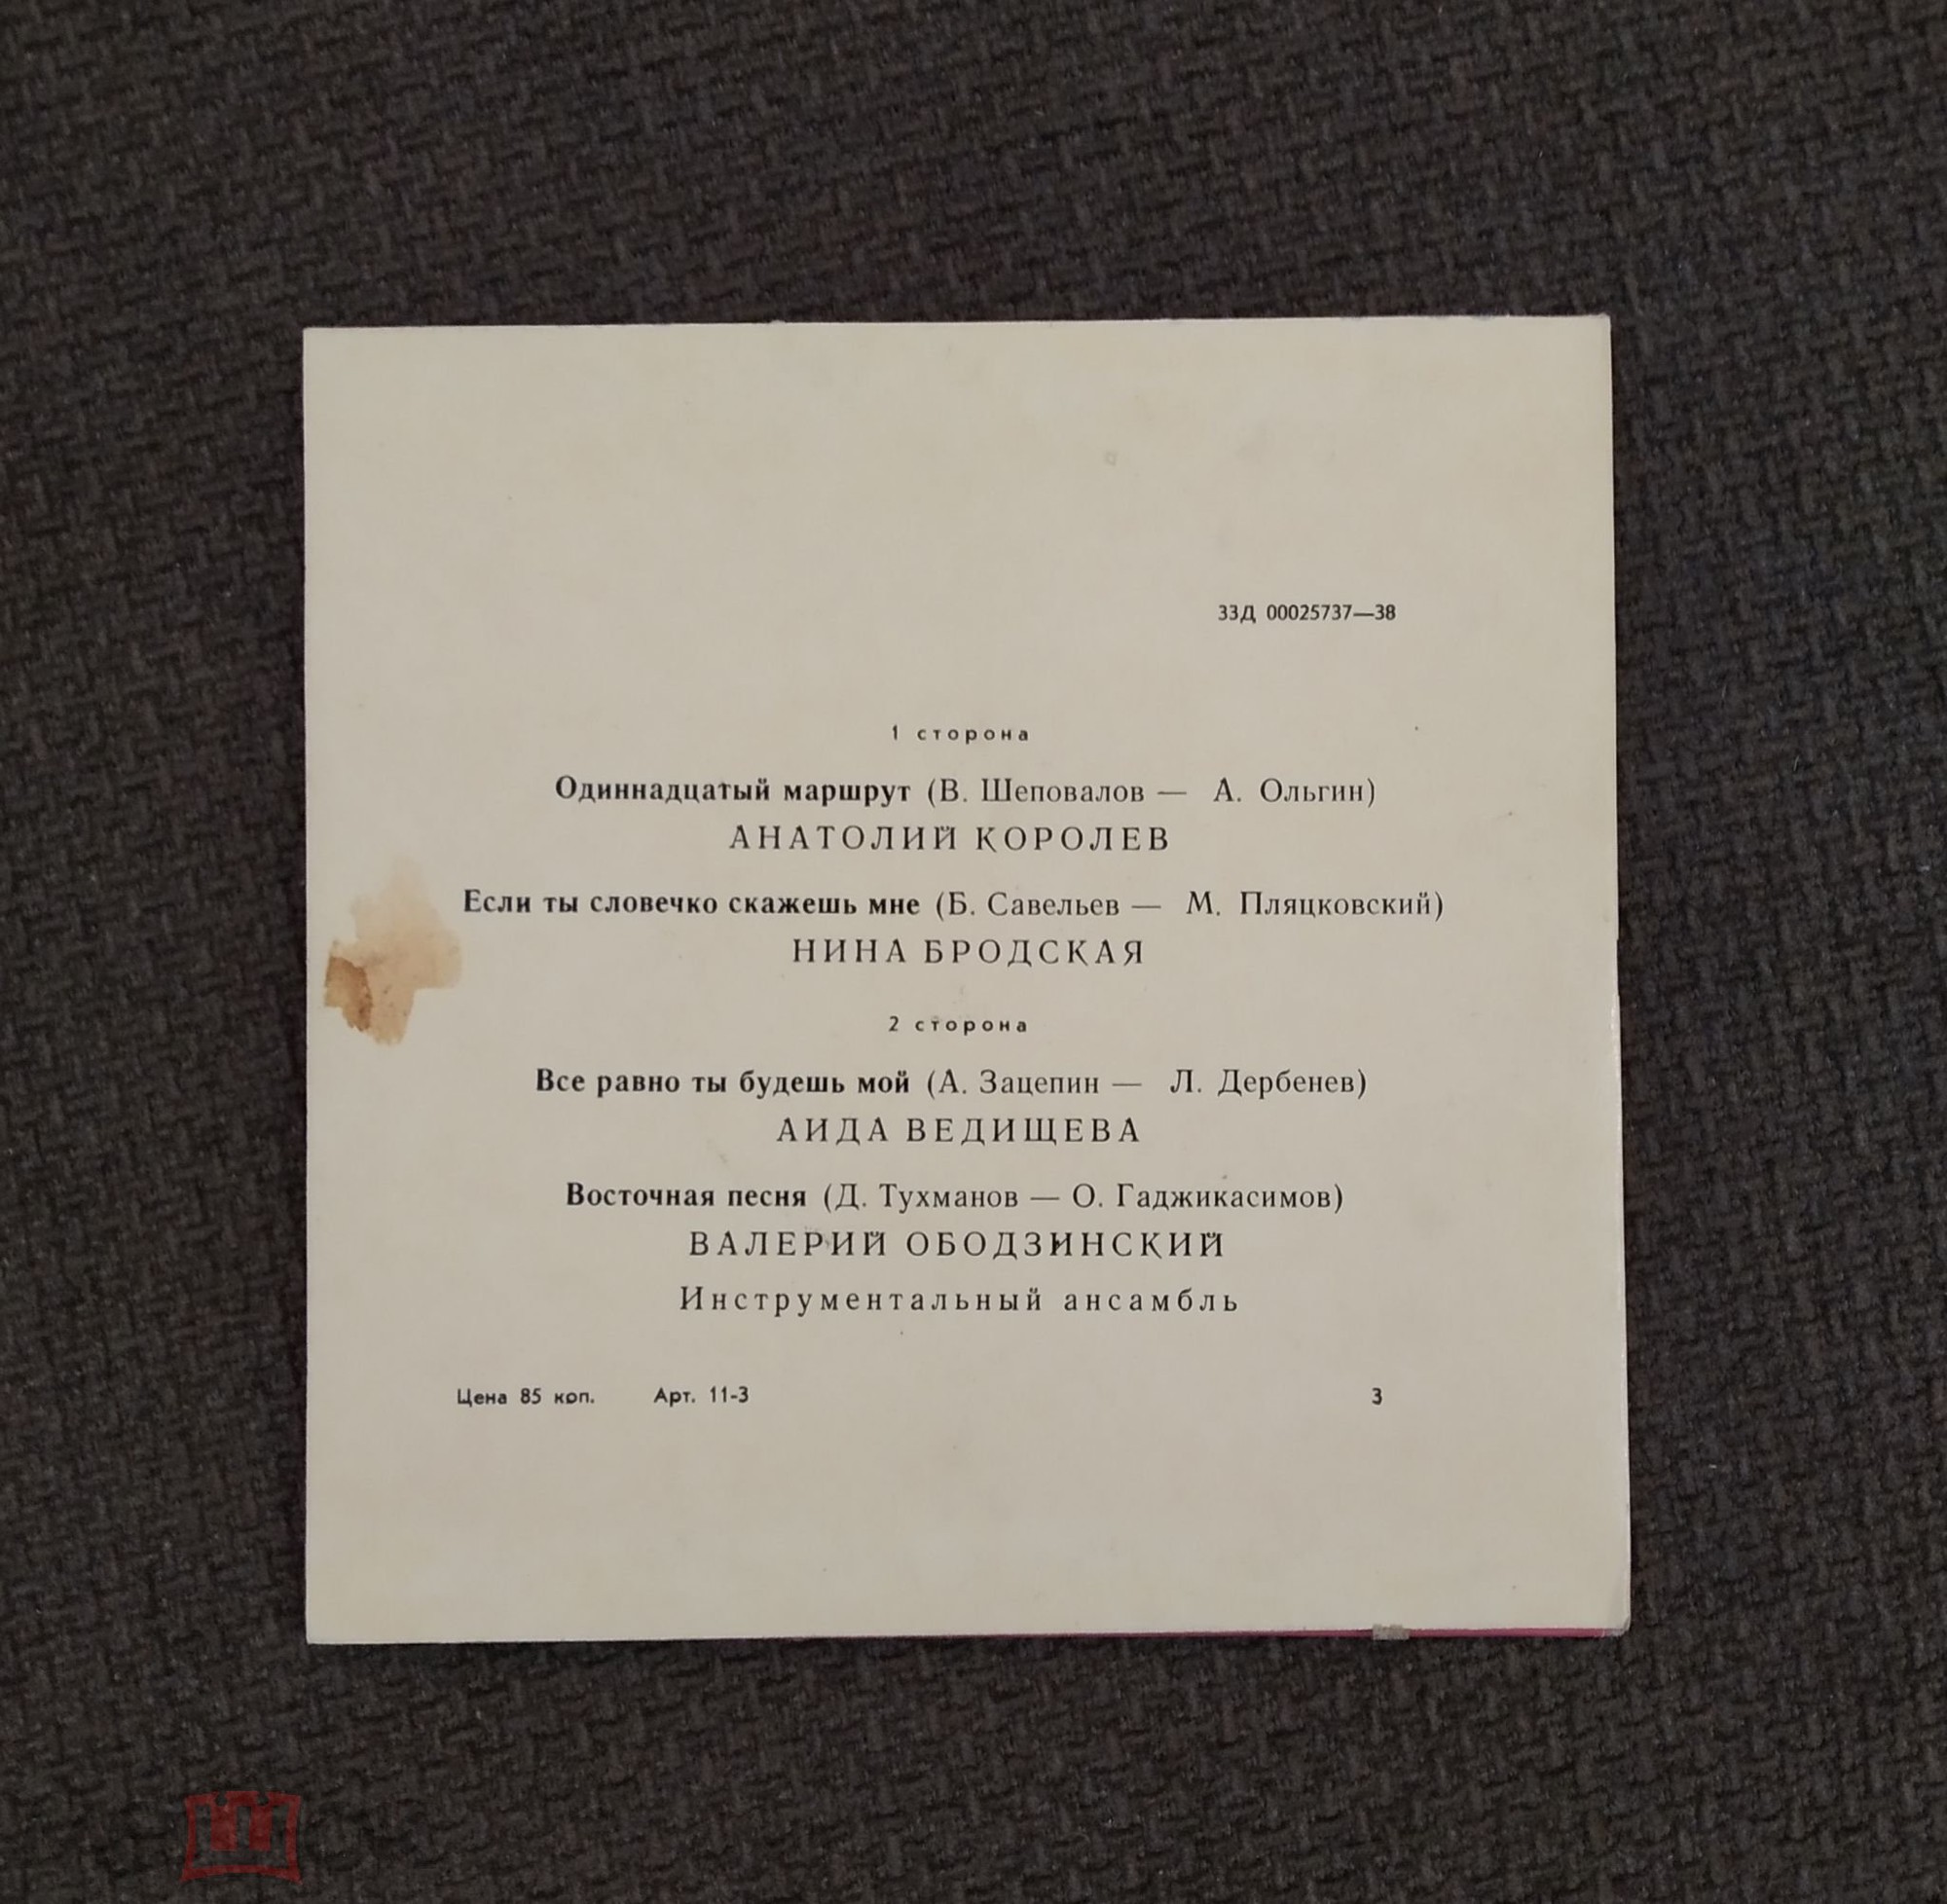 33Д 00025737—38
1 сторона
Одиннадцатый маршрут (В. Шеповалов — А. Ольгин)
АНАТОЛИЙ КОРОЛЕВ
Если ты словечко скажешь мне (Б. Савельев — М. Пляцковский)
НИНА БРОДСКАЯ
2 сторона
Все равно ты будешь мой (А. Зацепин — Л. Дербенев)
АИДА ВЕДИЩЕВА
Восточная песня (Д. Тухманов — О. Гаджикасимов)
ВАЛЕРИЙ ОБОДЗИНСКИЙ
Инструментальный ансамбль
Цена 85 коп. Арт. 11-3 3